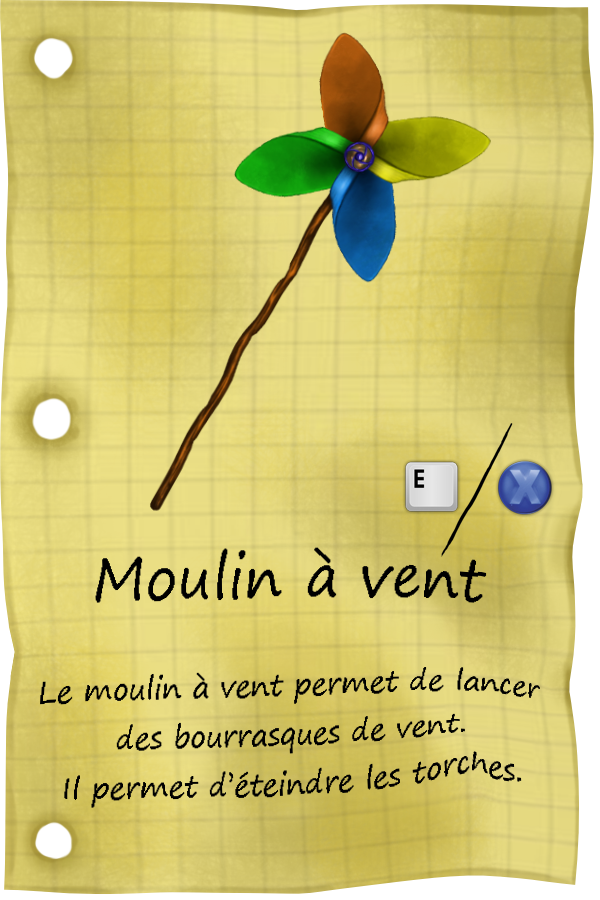 E / X
Moulin à vent
Le moulin à vent permet de lancer
des bourrasques de vent.
Il permet d'éteindre les torches.